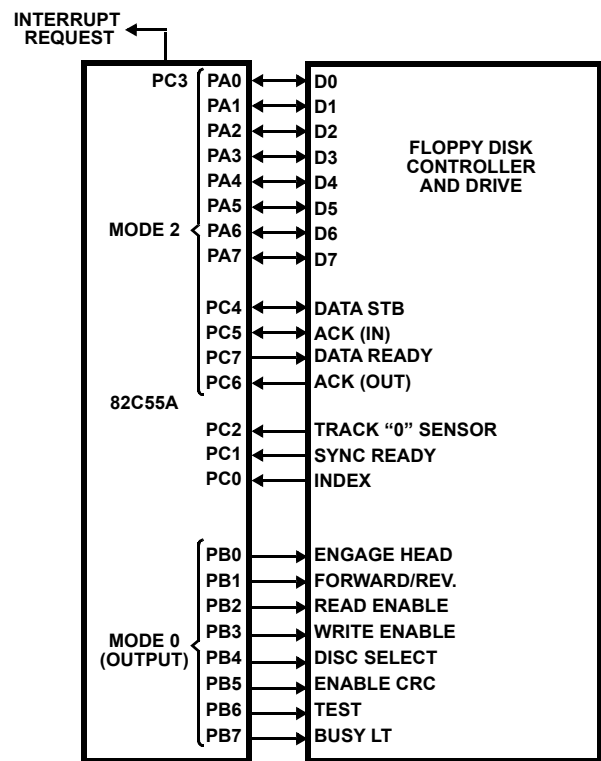 INTERRUPT
REQUEST
PC3 PA0 D0
PA1 D1
PA2 D2
PA3 D3
PA4 D4
PA5 D5
PA6 D6
PA7 D7
MODE 2
FLOPPY DISK
CONTROLLER
AND DRIVE
PC4 DATA STB
PC5 ACK (IN)
PC7 DATA READY
PC6 ACK (OUT)
82C55A
PC2 TRACK “0” SENSOR
PC1 SYNC READY
PC0 INDEX
PB0 ENGAGE HEAD
PB1 FORWARD/REV.
PB2 READ ENABLE
PB3 WRITE ENABLE
PB4 DISC SELECT
PB5 ENABLE CRC
PB6 TEST
PB7 BUSY LT
MODE 0
(OUTPUT)